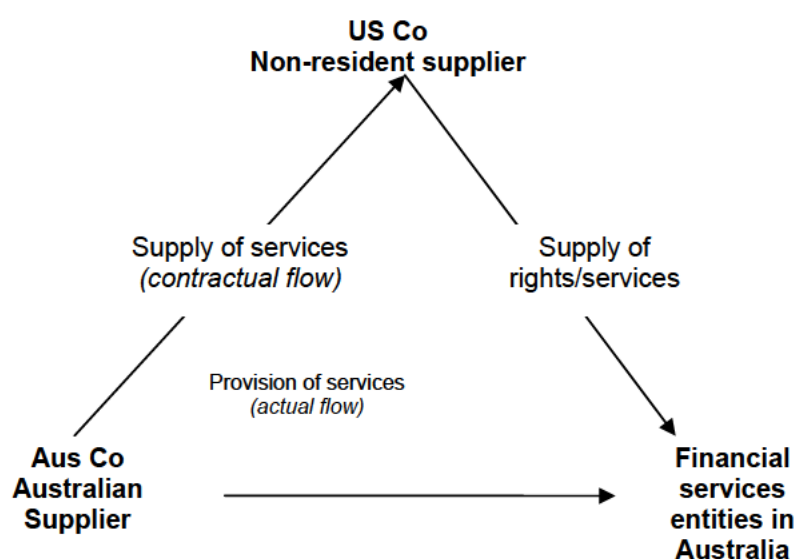 US Co
Non-resident supplier
Supply of services
(contractual flow)
Supply of
rights/services
Provision of services
(actual flow)
Aus Co
Australian
Supplier
Financial
services
entities in
Australia